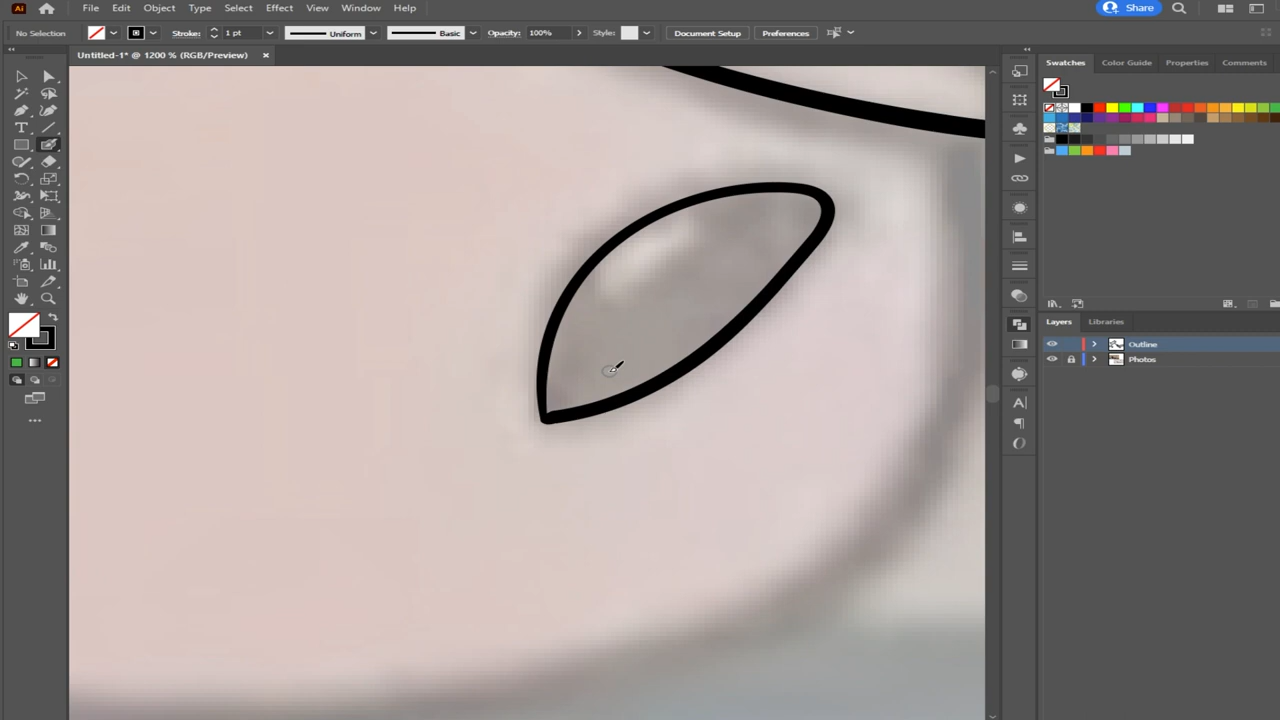 Ai File Edit Object Type Select Effect View Window Help Share
No Selection Stroke: 1 pt Uniform Basic Opacity: 100% Style: Document Setup Preferences
Untitled-1* @ 1200 % (RGB/Preview) ×
Swatches Color Guide Properties Comments
Layers Libraries
Outline
Photos